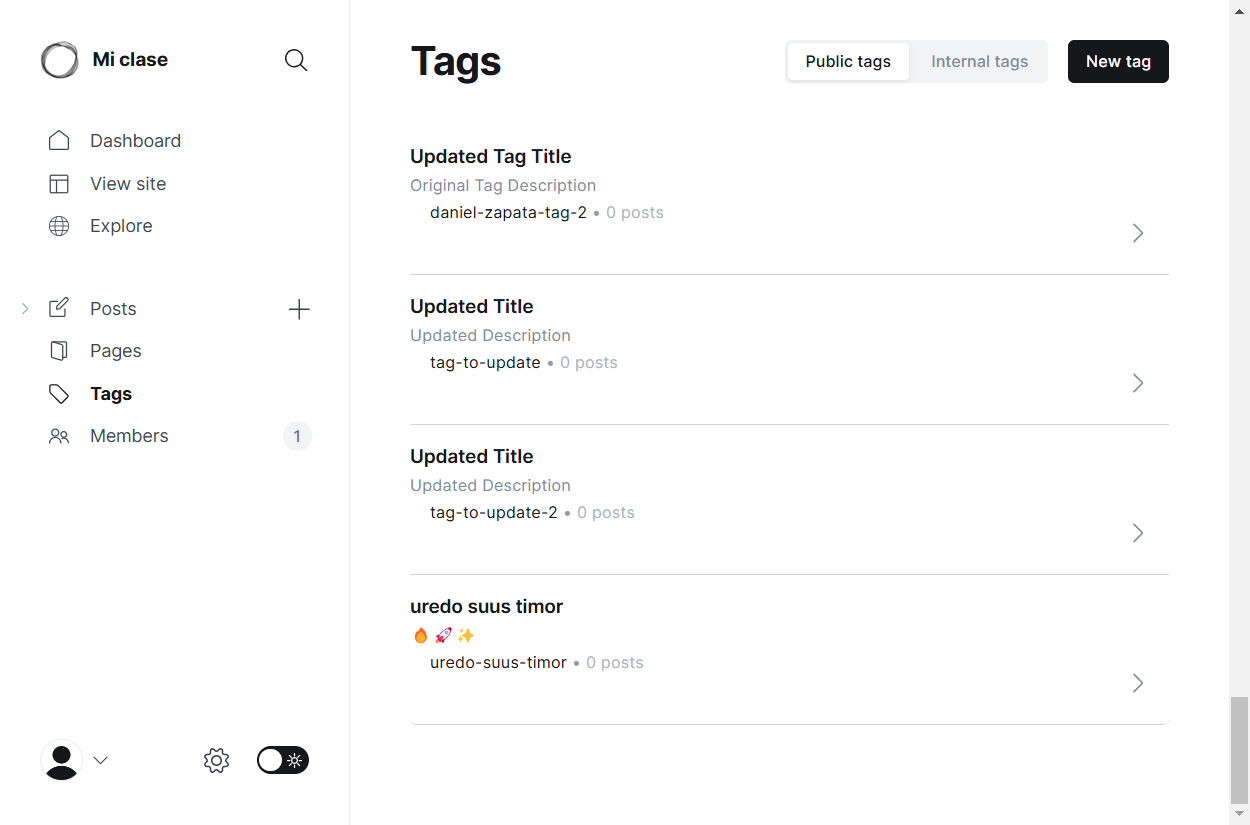 Mi clase
Dashboard
View site
Explore
Posts
Pages
Tags
Members 1
Tags
Public tags Internal tags New tag
Updated Tag Title
Original Tag Description
daniel-zapata-tag-2 • 0 posts
Updated Title
Updated Description
tag-to-update • 0 posts
Updated Title
Updated Description
tag-to-update-2 • 0 posts
uredo suus timor
🔥 🚀 ✨
uredo-suus-timor • 0 posts